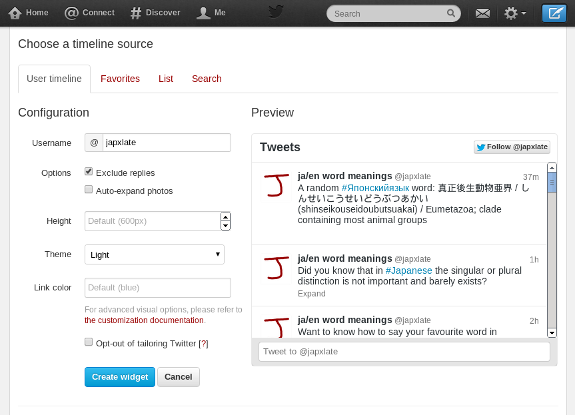 Home Connect Discover Me Search
Choose a timeline source
User timeline Favorites List Search
Configuration
Username @ japxlate
Options Exclude replies
Auto-expand photos
Height Default (600px)
Theme Light
Link color Default (blue)
For advanced visual options, please refer to
the customization documentation.
Opt-out of tailoring Twitter [?]
Create widget Cancel
Preview
Tweets Follow @japxlate
ja/en word meanings @japxlate 37m
A random #Японскийязык word: 真正後生動物亜界 / し
んせいこうせいどうぶつあかい
(shinseikouseidoubutsuakai) / Eumetazoa; clade
containing most animal groups
ja/en word meanings @japxlate 1h
Did you know that in #Japanese the singular or plural
distinction is not important and barely exists?
Expand
ja/en word meanings @japxlate 2h
Want to know how to say your favourite word in
Tweet to @japxlate